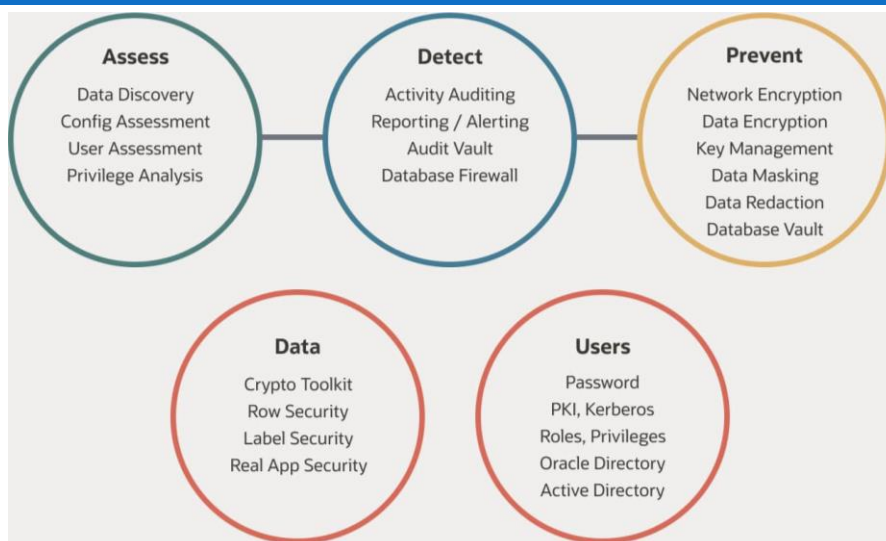 Assess
Data Discovery
Config Assessment
User Assessment
Privilege Analysis
Detect
Activity Auditing
Reporting / Alerting
Audit Vault
Database Firewall
Prevent
Network Encryption
Data Encryption
Key Management
Data Masking
Data Redaction
Database Vault
Data
Crypto Toolkit
Row Security
Label Security
Real App Security
Users
Password
PKI, Kerberos
Roles, Privileges
Oracle Directory
Active Directory